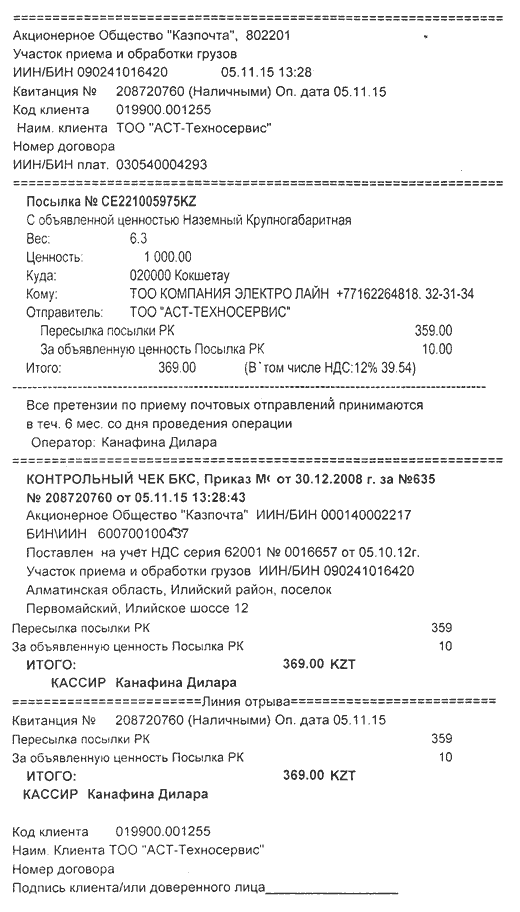 Акционерное Общество "Казпочта", 802201
Участок приема и обработки грузов
ИИН/БИН 090241016420 05.11.15 13:28
Квитанция № 208720760 (Наличными) Оп. дата 05.11.15
Код клиента 019900.001255
Наим. клиента ТОО "АСТ-Техносервис"
Номер договора
ИИН/БИН плат. 030540004293
Посылка № CE221005975KZ
С объявленной ценностью Наземный Крупногабаритная
Вес: 6.3
Ценность: 1 000.00
Куда: 020000 Кокшетау
Кому: ТОО КОМПАНИЯ ЭЛЕКТРО ЛАЙН +77162264818. 32-31-34
Отправитель: ТОО "АСТ-ТЕХНОСЕРВИС"
Пересылка посылки РК 359.00
За объявленную ценность Посылка РК 10.00
Итого: 369.00 (В том числе НДС:12% 39.54)
Все претензии по приему почтовых отправлений принимаются
в теч. 6 мес. со дня проведения операции
Оператор: Канафина Дилара
КОНТРОЛЬНЫЙ ЧЕК БКС, Приказ от 30.12.2008 г. за №635
№ 208720760 от 05.11.15 13:28:43
Акционерное Общество "Казпочта" ИИН/БИН 000140002217
БИН\ИИН 600700100437
Поставлен на учет НДС серия 62001 № 0016657 от 05.10.12г.
Участок приема и обработки грузов ИИН/БИН 090241016420
Алматинская область, Илийский район, поселок
Первомайский, Илийское шоссе 12
Пересылка посылки РК 359
За объявленную ценность Посылка РК 10
ИТОГО: 369.00 KZT
КАССИР Канафина Дилара
=======================Линия отрыва=========================
Квитанция № 208720760 (Наличными) Оп. дата 05.11.15
Пересылка посылки РК 359
За объявленную ценность Посылка РК 10
ИТОГО: 369.00 KZT
КАССИР Канафина Дилара
Код клиента 019900.001255
Наим. Клиента ТОО "АСТ-Техносервис"
Номер договора
Подпись клиента/или доверенного лица___________________